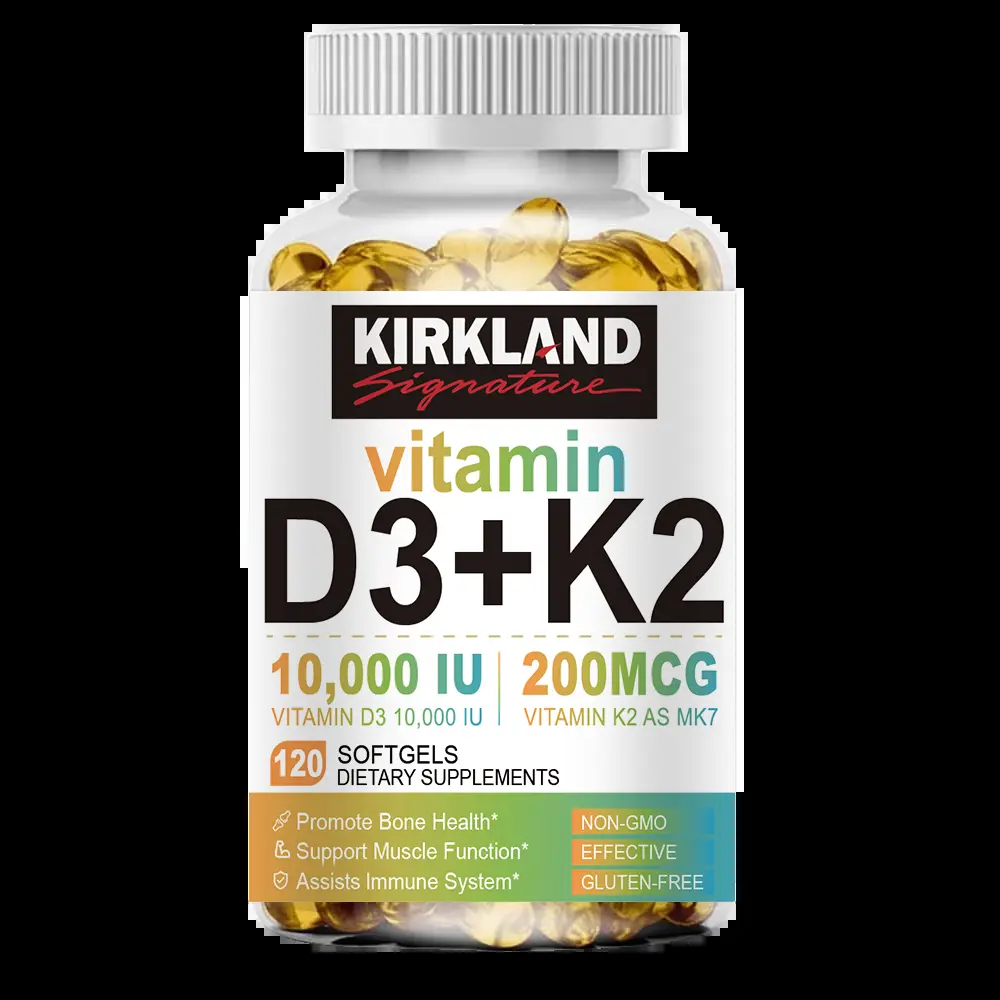 KIRKLAND
Signature
vitamin
D3+K2
10,000 IU
VITAMIN D3 10,000 IU
200MCG
VITAMIN K2 AS MK7
120
SOFTGELS
DIETARY SUPPLEMENTS
Promote Bone Health*
Support Muscle Function*
Assists Immune System*
NON-GMO
EFFECTIVE
GLUTEN-FREE